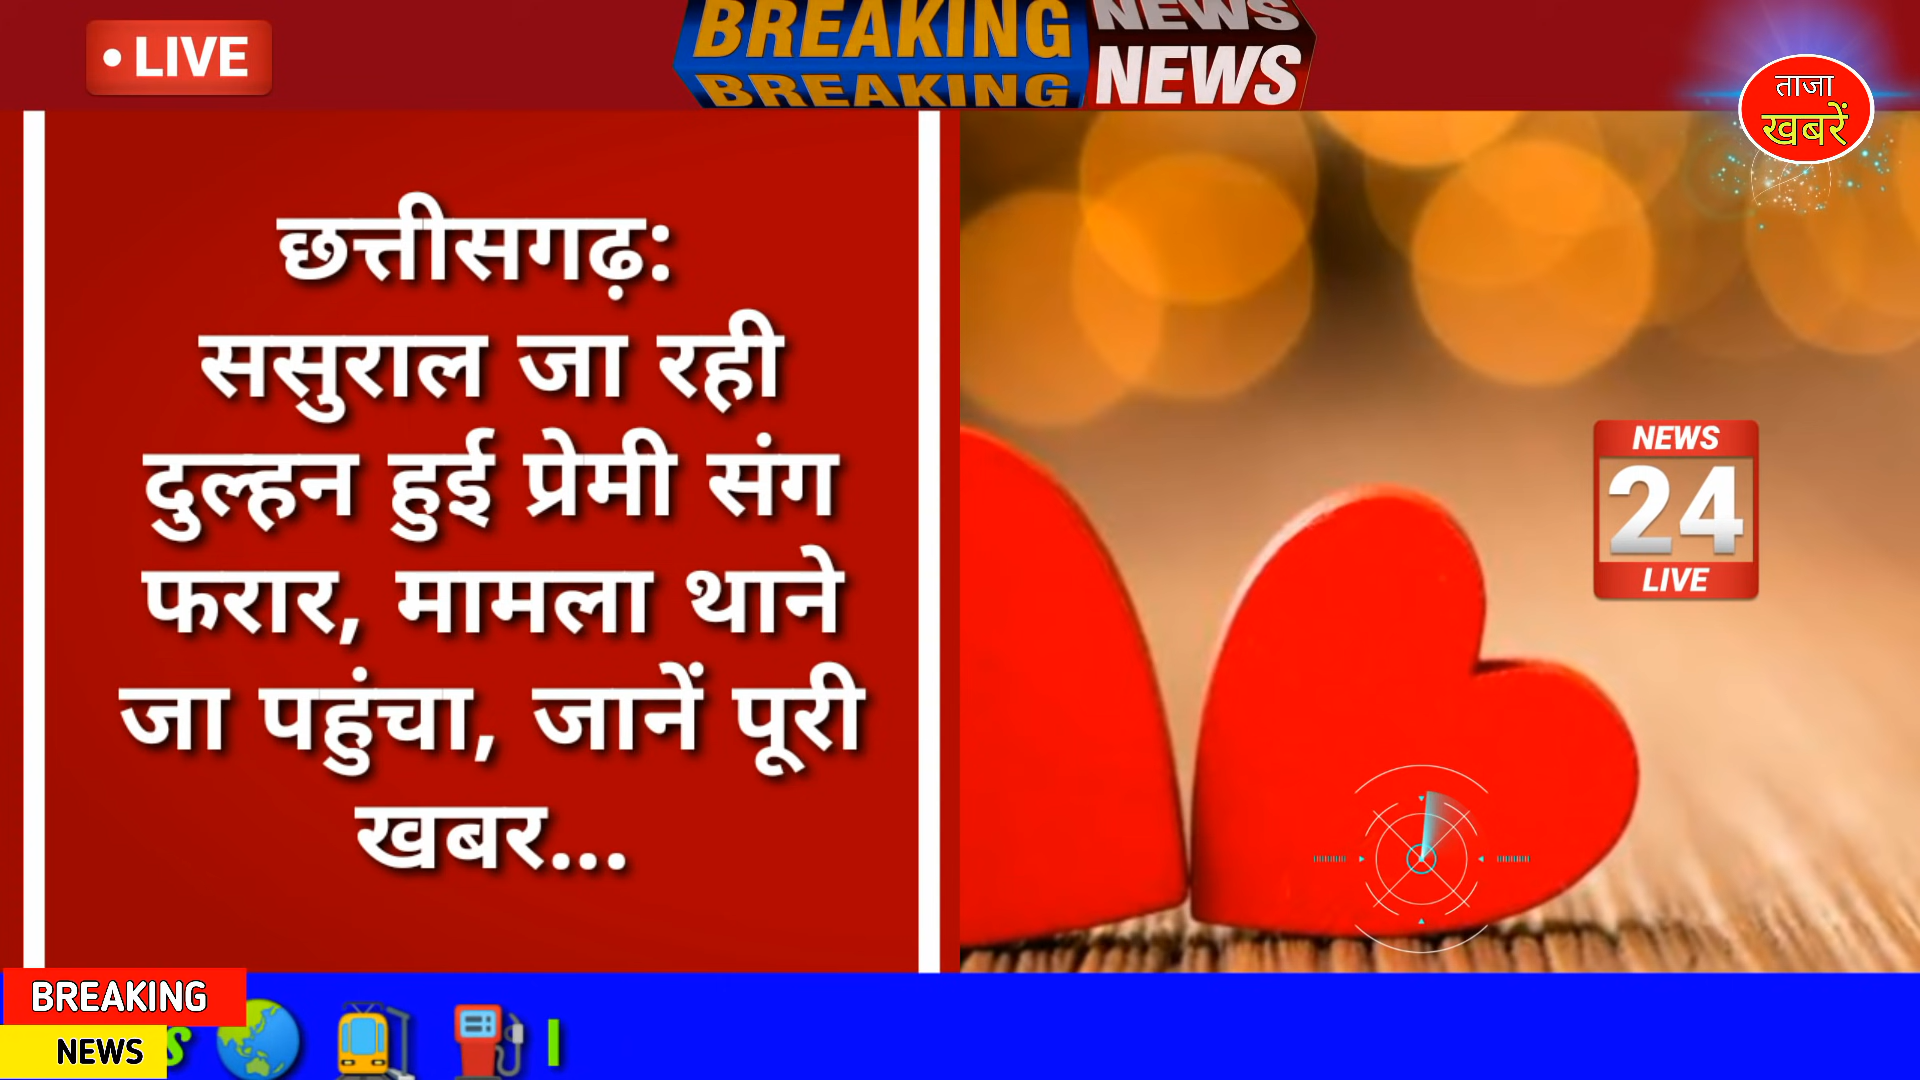 LIVE
BREAKING NEWS
BREAKING NEWS
ताजा
खबरें
छत्तीसगढ़:
ससुराल जा रही
दुल्हन हुई प्रेमी संग
फरार, मामला थाने
जा पहुंचा, जानें पूरी
खबर...
NEWS
24
LIVE
BREAKING
NEWS